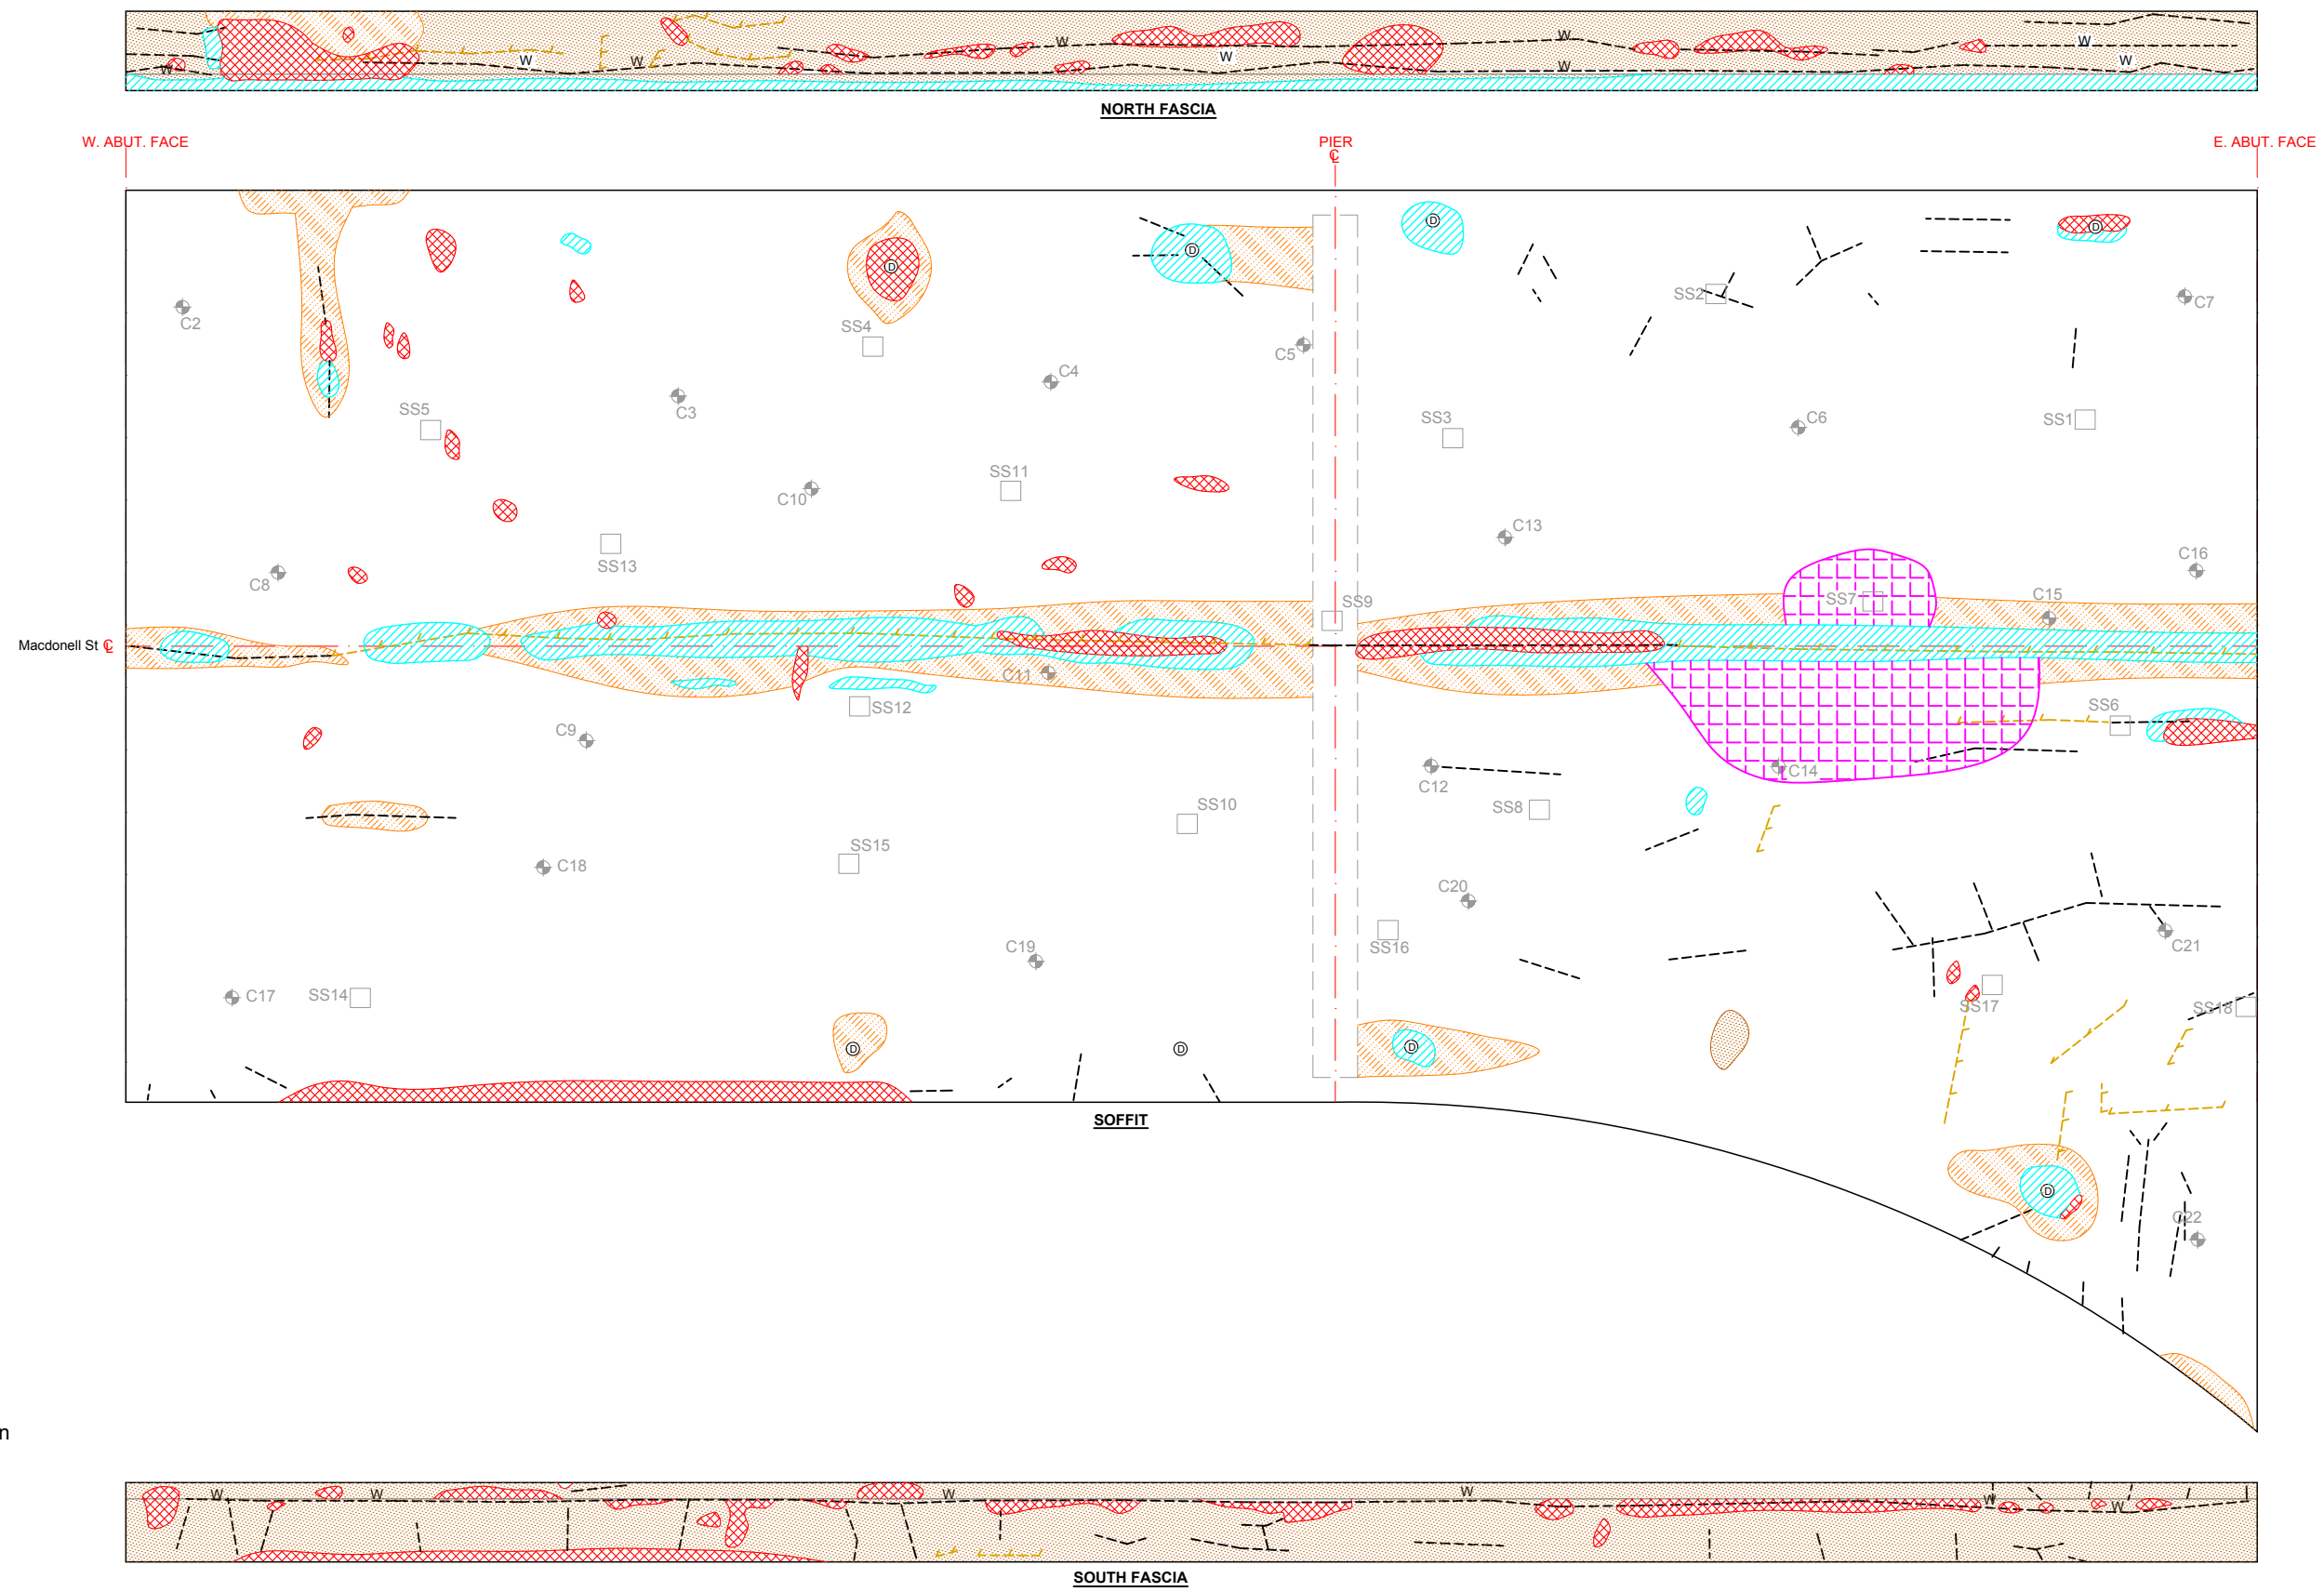 W
W
W
W
W
W
W
W
W
NORTH FASCIA
W. ABUT. FACE
PIER
E. ABUT. FACE
℄
D
D
D
D
SS2
C7
C2
SS4
C5
C4
C3
SS5
SS3
C6
SS1
SS11
C10
C13
SS13
C8
C16
SS7
SS9
C15
Macdonell St ℄
C11
SS12
SS6
C9
C12
C14
SS10
SS8
SS15
C18
C20
SS16
C21
C19
C17
SS14
SS17
SS18
D
D
D
SOFFIT
D
C22
n
W
W
W
W
W
W
SOUTH FASCIA